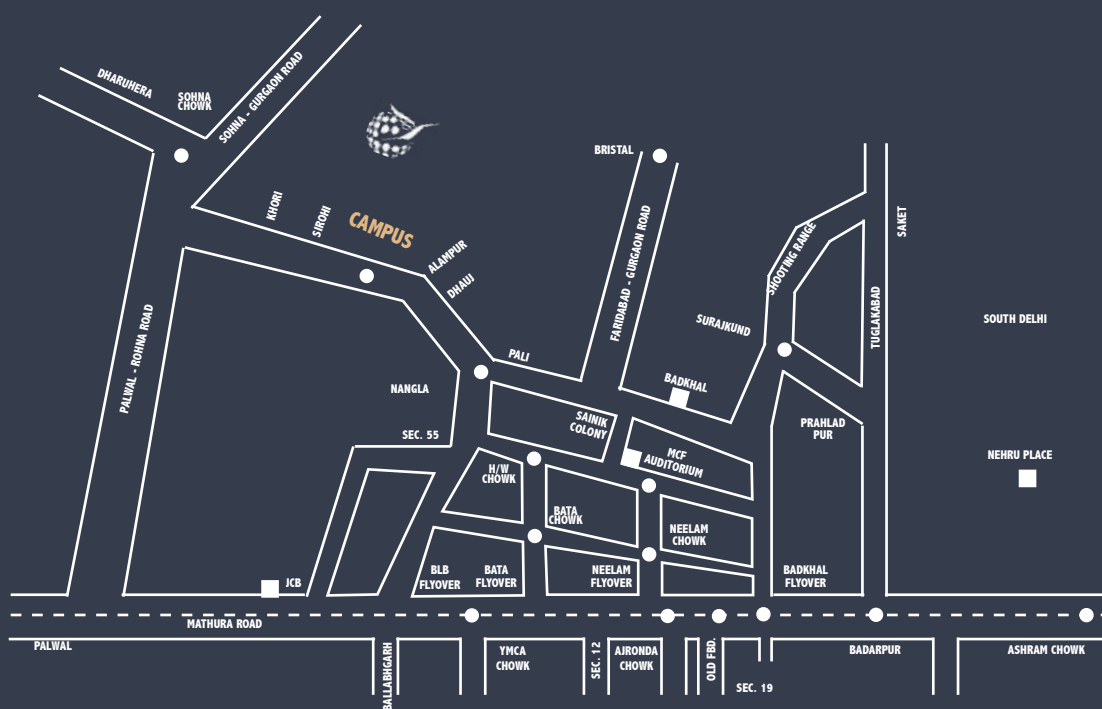 DHARUHERA
SOHNA
CHOWK
SOHNA - GURGAON ROAD
BRISTAL
KHORI
SIROHI
CAMPUS
ALAMPUR
DHAUJ
FARIDABAD - GURGAON ROAD
SHOOTING RANGE
SAKET
TUGLAKABAD
SOUTH DELHI
SURAJKUND
PALWAL - ROHNA ROAD
PALI
NANGLA
BADKHAL
SAINIK
COLONY
PRAHLAD
PUR
SEC. 55
MCF
AUDITORIUM
NEHRU PLACE
H/W
CHOWK
BATA
CHOWK
NEELAM
CHOWK
BLB
FLYOVER
BATA
FLYOVER
NEELAM
FLYOVER
BADKHAL
FLYOVER
JCB
MATHURA ROAD
PALWAL
BALLABHGARH
YMCA
CHOWK
SEC. 12
AJRONDA
CHOWK
OLD FBD.
SEC. 19
BADARPUR
ASHRAM CHOWK